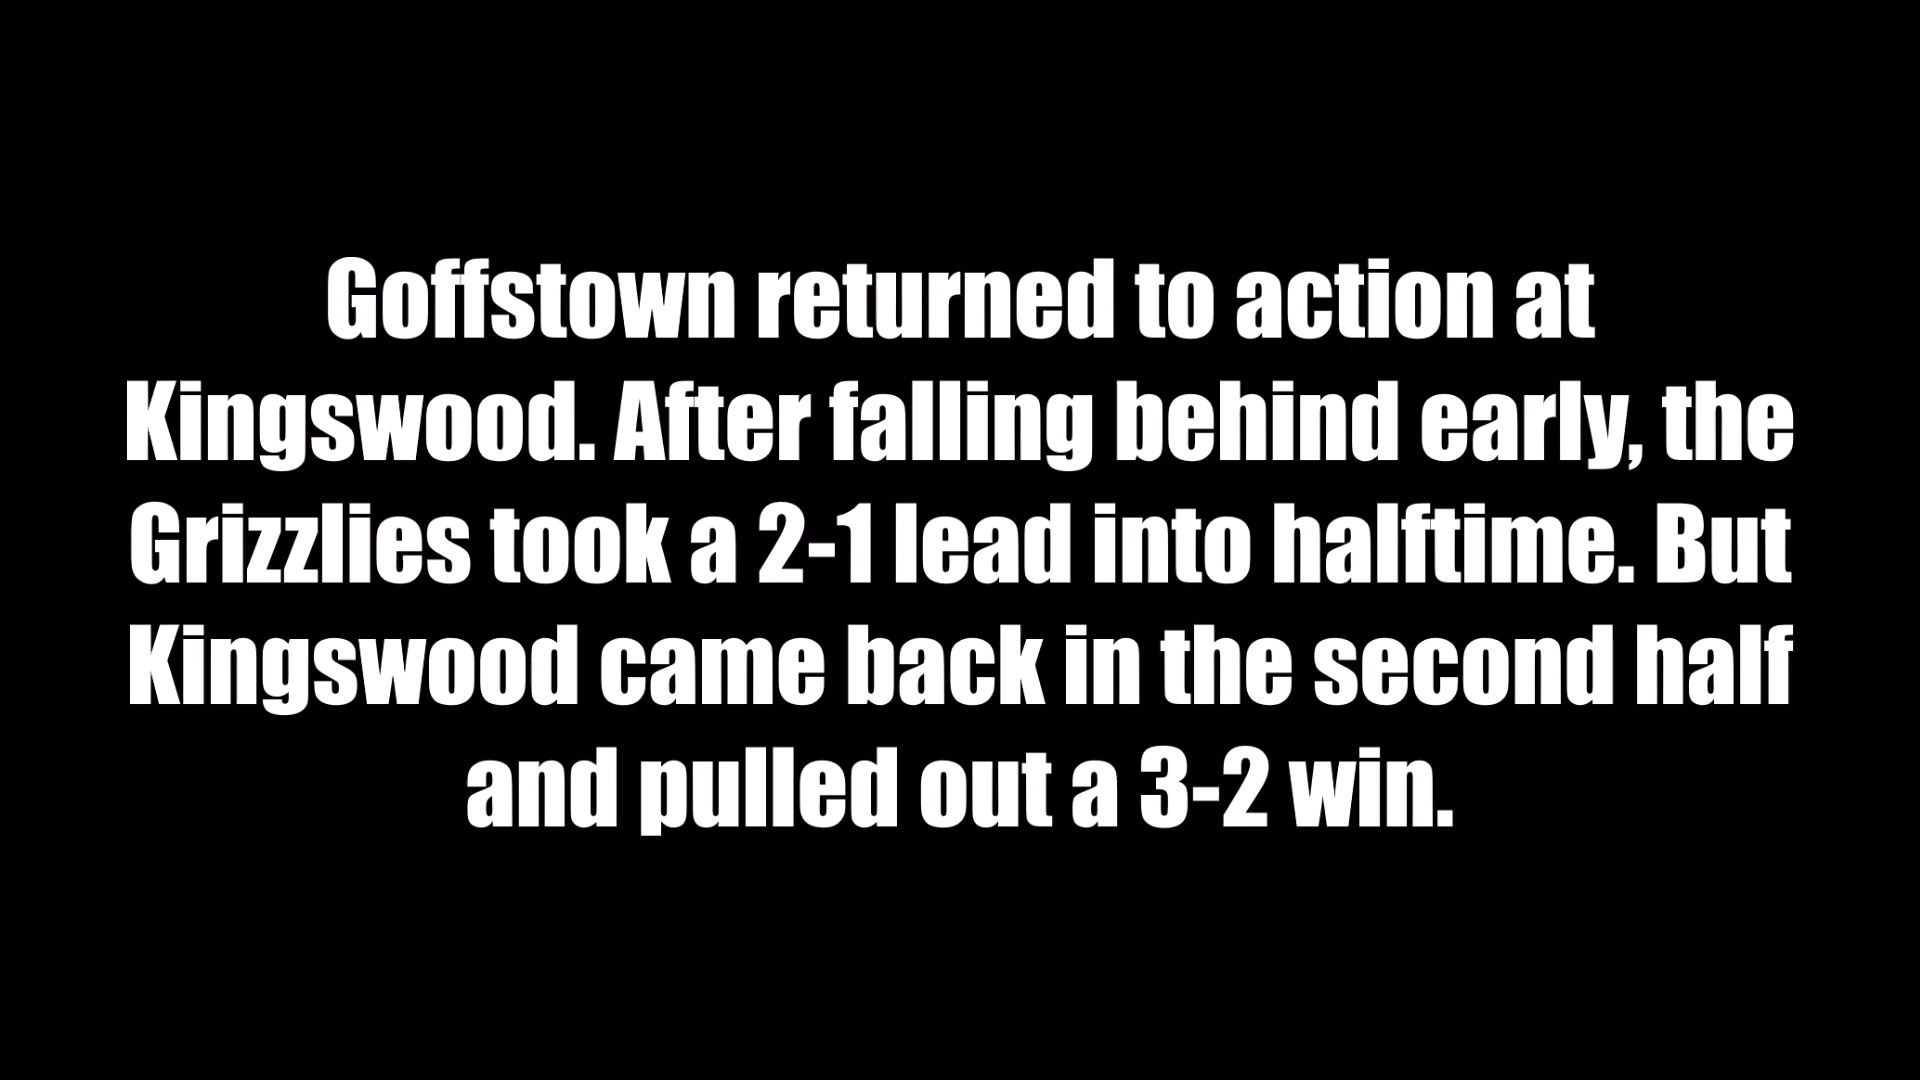 Goffstown returned to action at
Kingswood. After falling behind early, the
Grizzlies took a 2-1 lead into halftime. But
Kingswood came back in the second half
and pulled out a 3-2 win.